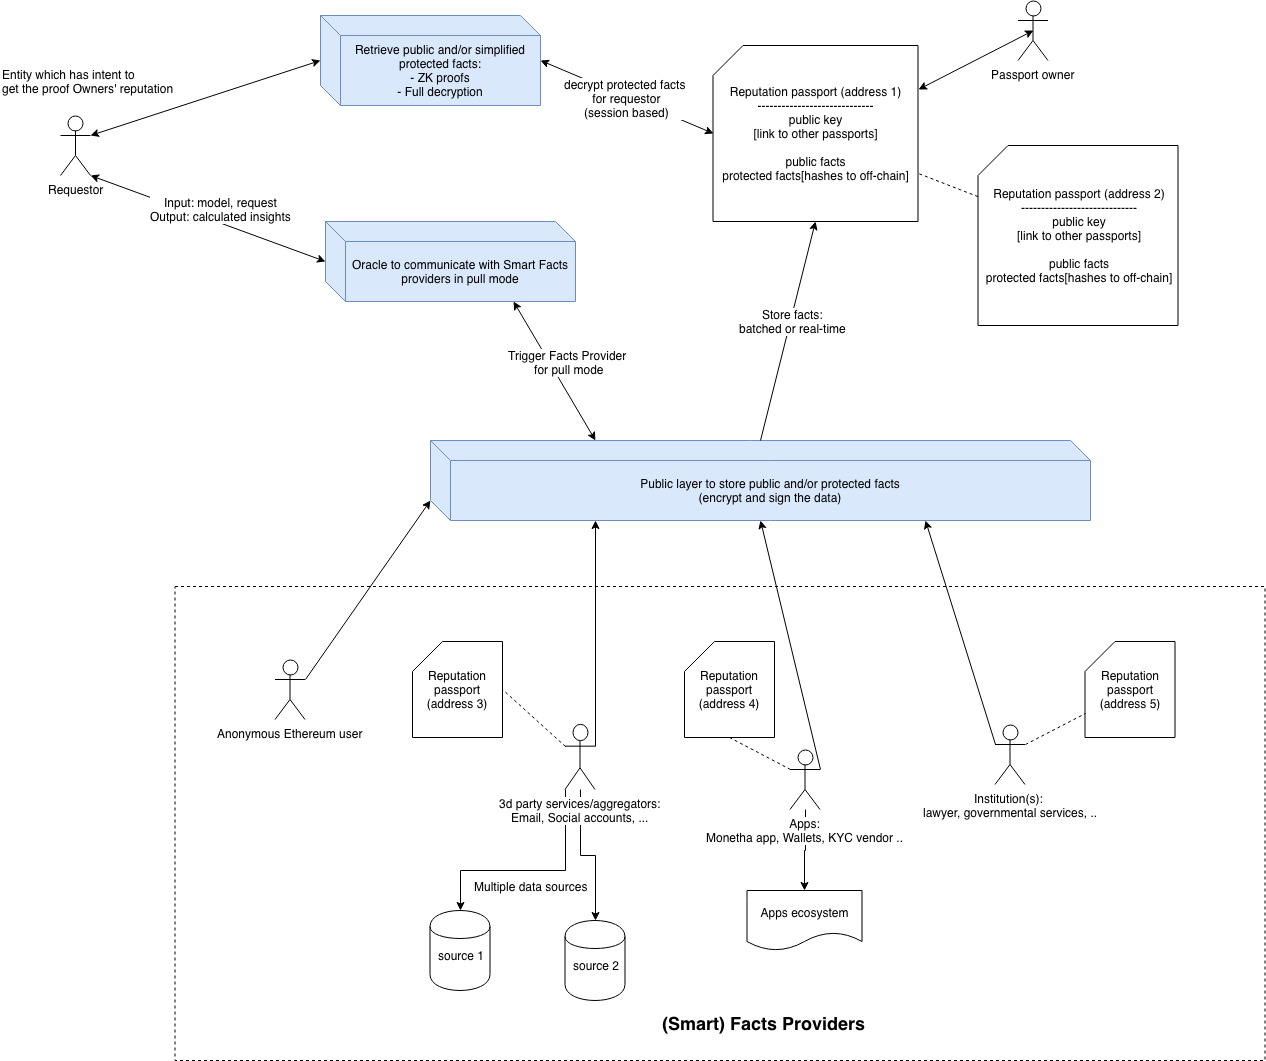 Retrieve public and/or simplified
protected facts:
- ZK proofs
- Full decryption
Entity which has intent to
get the proof Owners' reputation
Requestor
decrypt protected facts
for requestor
(session based)
Passport owner
Reputation passport (address 1)
-----------------------------
public key
[link to other passports]
public facts
protected facts[hashes to off-chain]
Reputation passport (address 2)
-----------------------------
public key
[link to other passports]
public facts
protected facts[hashes to off-chain]
Input: model, request
Output: calculated insights
Oracle to communicate with Smart Facts
providers in pull mode
Store facts:
batched or real-time
Trigger Facts Provider
for pull mode
Public layer to store public and/or protected facts
(encrypt and sign the data)
Anonymous Ethereum user
Reputation
passport
(address 3)
3d party services/aggregators:
Email, Social accounts, ...
Multiple data sources
source 1
source 2
Reputation
passport
(address 4)
Apps:
Monetha app, Wallets, KYC vendor ..
Apps ecosystem
Reputation
passport
(address 5)
Institution(s):
lawyer, governmental services, ..
(Smart) Facts Providers